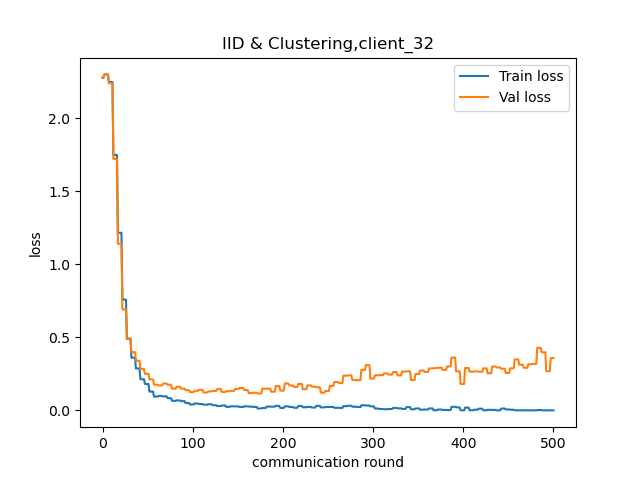 IID & Clustering,client_32
Train loss
Val loss
2.0
1.5
1.0
0.5
0.0
loss
0
100
200
300
400
500
communication round